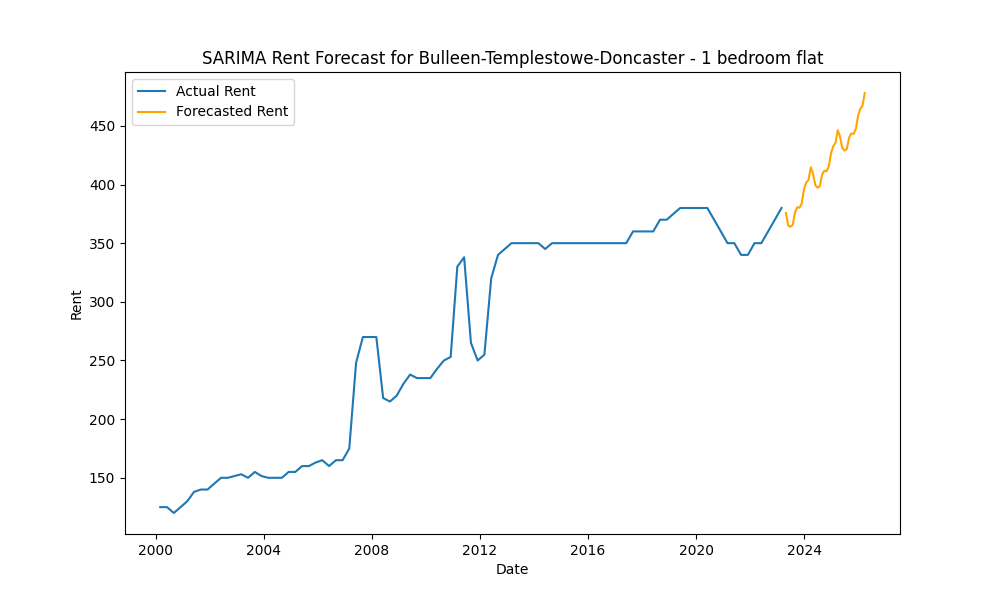 SARIMA Rent Forecast for Bulleen-Templestowe-Doncaster - 1 bedroom flat
Actual Rent
Forecasted Rent
450
400
350
300
250
200
150
Rent
2000 2004 2008 2012 2016 2020 2024
Date